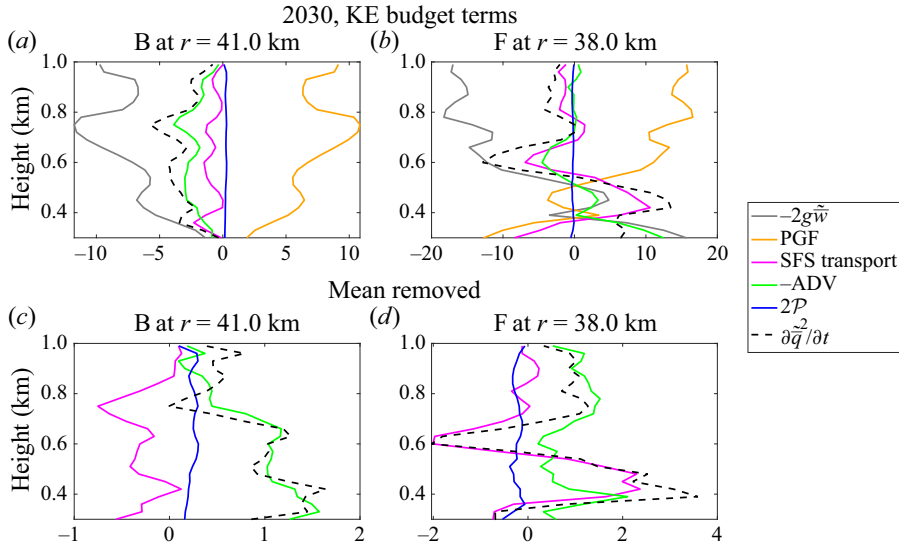 2030, KE budget terms
(a) B at r = 41.0 km
(b) F at r = 38.0 km
Height (km)
1.0
0.8
0.6
0.4
−10 −5 0 5 10
1.0
0.8
0.6
0.4
−20 −10 0 10 20
−2g\tilde{\bar{w}}
PGF
SFS transport
−ADV
2𝒫
∂\tilde{\bar{q}}²/∂t
Mean removed
(c) B at r = 41.0 km
(d) F at r = 38.0 km
Height (km)
1.0
0.8
0.6
0.4
−1 0 1 2
1.0
0.8
0.6
0.4
−2 0 2 4